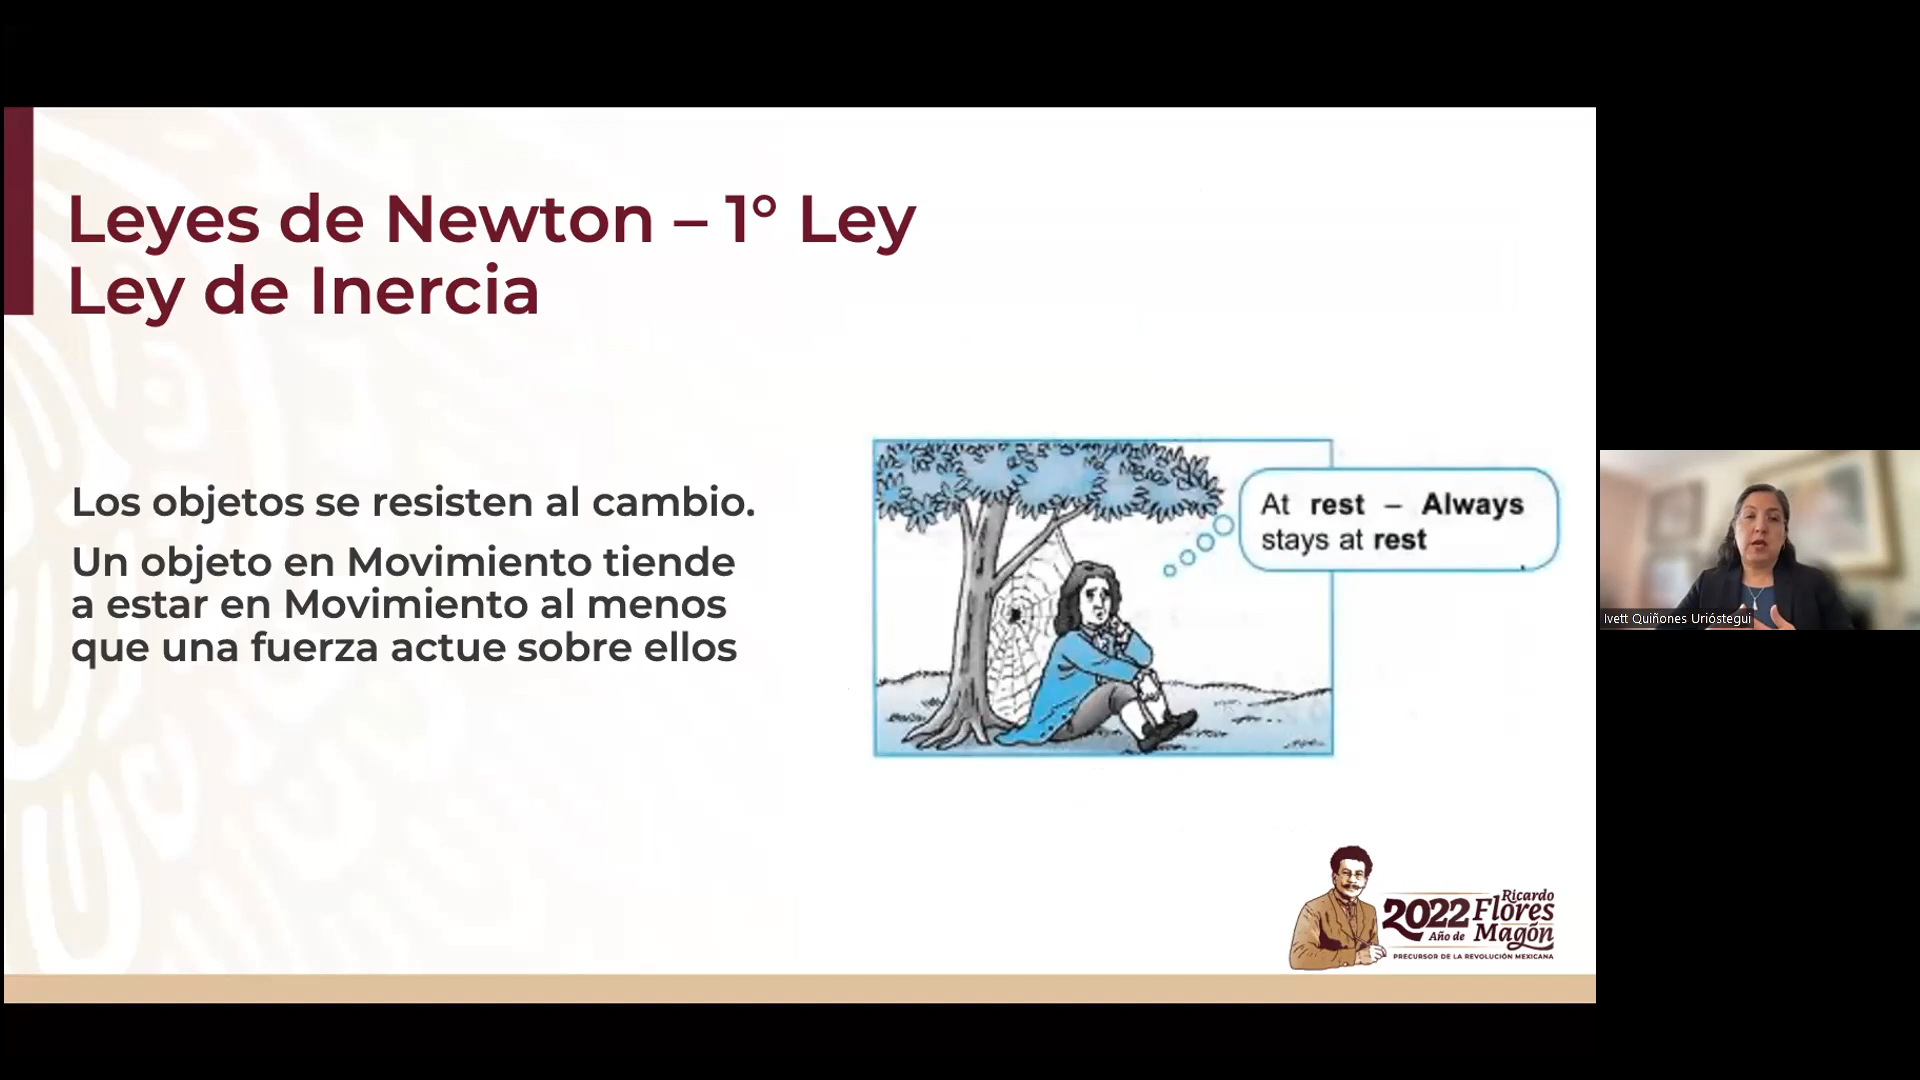 Leyes de Newton – 1° Ley
Ley de Inercia
Los objetos se resisten al cambio.
Un objeto en Movimiento tiende
a estar en Movimiento al menos
que una fuerza actue sobre ellos
At rest – Always
stays at rest
Ivett Quiñones Urióstegui
2022 Ricardo
Flores
Año de Magón
PRECURSOR DE LA REVOLUCIÓN MEXICANA